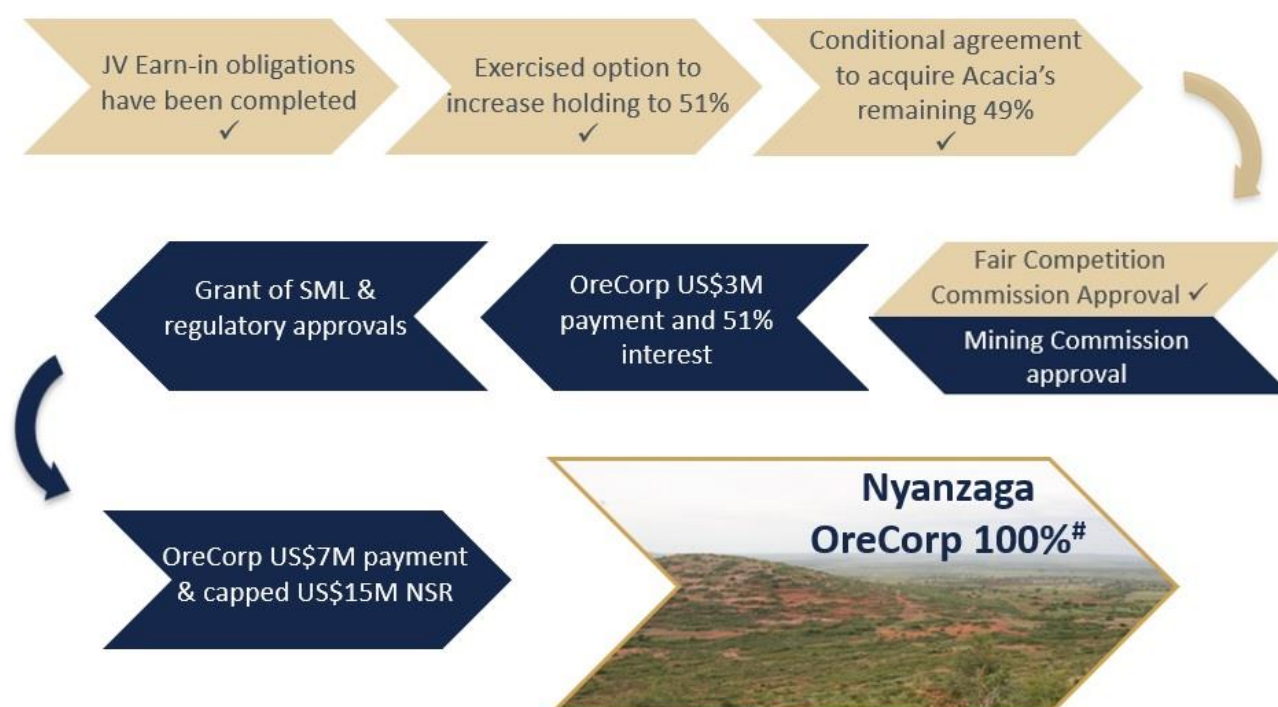 JV Earn-in obligations
have been completed
✓
Exercised option to
increase holding to 51%
✓
Conditional agreement
to acquire Acacia's
remaining 49%
✓
Fair Competition
Commission Approval ✓
Mining Commission
approval
OreCorp US$3M
payment and 51%
interest
Grant of SML &
regulatory approvals
OreCorp US$7M payment
& capped US$15M NSR
Nyanzaga
OreCorp 100%#